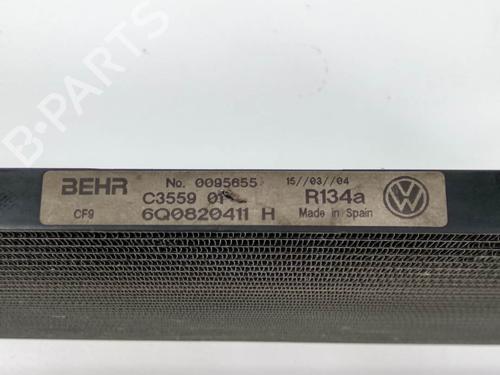 BEHR No. 0095655 15//03//04
C3559 01 R134a
CF9 6Q0820411 H Made in Spain
B-PARTS